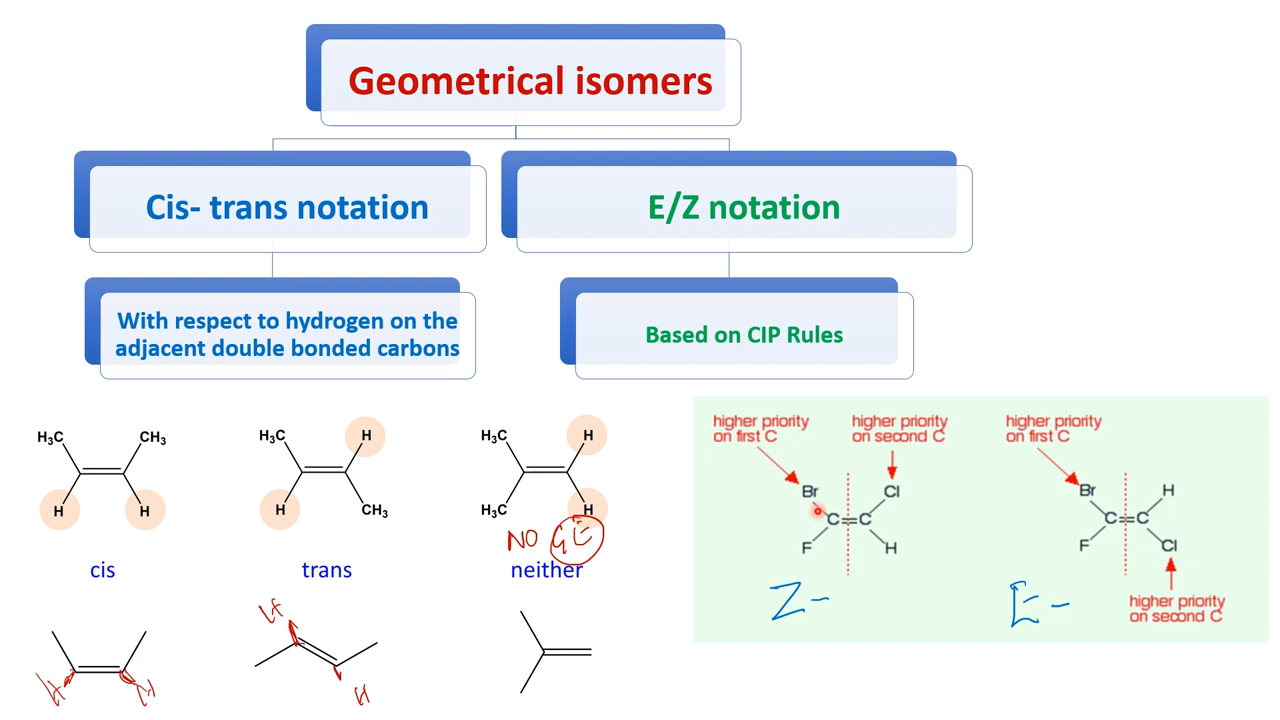 Geometrical isomers
Cis- trans notation
E/Z notation
With respect to hydrogen on the
adjacent double bonded carbons
Based on CIP Rules
H₃C
CH₃
H
H
cis
H₃C
H
H
CH₃
trans
H₃C
H
H₃C
H
NO GE
neither
H
H
H
H
higher priority
on first C
higher priority
on second C
Br
Cl
C=C
F
H
Z-
higher priority
on first C
Br
H
C=C
F
Cl
higher priority
on second C
E-